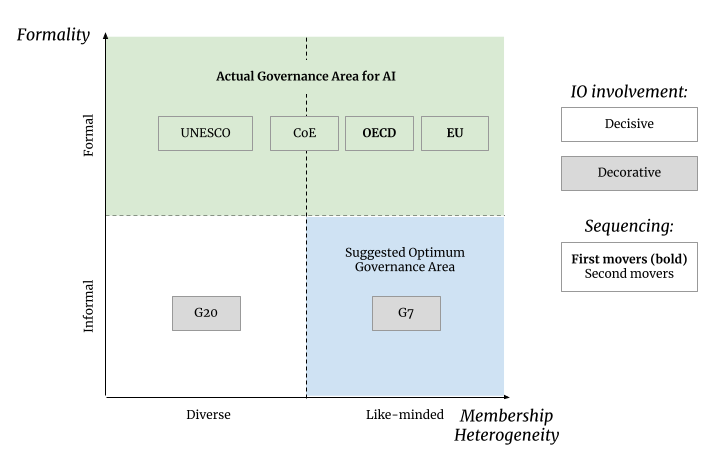 Formality
Actual Governance Area for AI
Formal
UNESCO
CoE
OECD
EU
Suggested Optimum
Governance Area
Informal
G20
G7
Diverse
Like-minded
Membership
Heterogeneity
IO involvement:
Decisive
Decorative
Sequencing:
First movers (bold)
Second movers